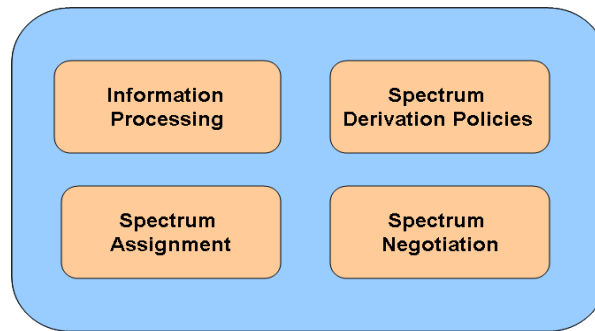 Information
Processing
Spectrum
Derivation Policies
Spectrum
Assignment
Spectrum
Negotiation